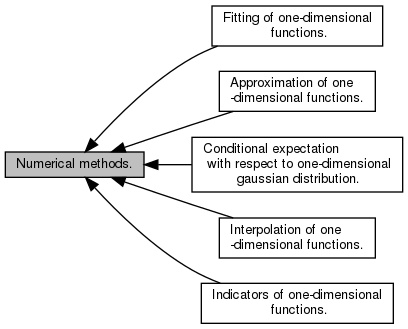 Fitting of one-dimensional
functions.
Approximation of one
-dimensional functions.
Numerical methods.
Conditional expectation
with respect to one-dimensional
gaussian distribution.
Interpolation of one
-dimensional functions.
Indicators of one-dimensional
functions.